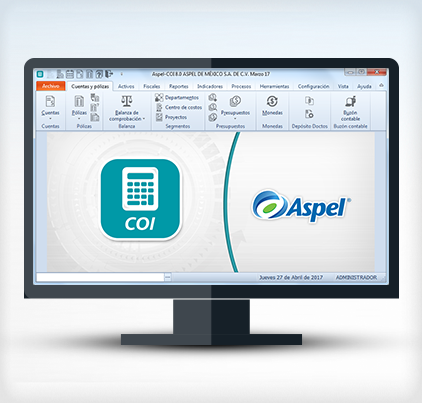 Aspel-COI 8.0 ASPEL DE MÉXICO S.A. DE C.V. Marzo 17
Archivo Cuentas y pólizas Activos Fiscales Reportes Indicadores Procesos Herramientas Configuración Vista Ayuda
Cuentas Pólizas Balanza de comprobación Departamentos Centro de costos Proyectos Presupuestos Monedas Buzón contable
Cuentas Pólizas Balanza Segmentos Presupuestos Monedas Depósito Doctos Buzón contable
COI
Aspel®
Jueves 27 de Abril de 2017 ADMINISTRADOR